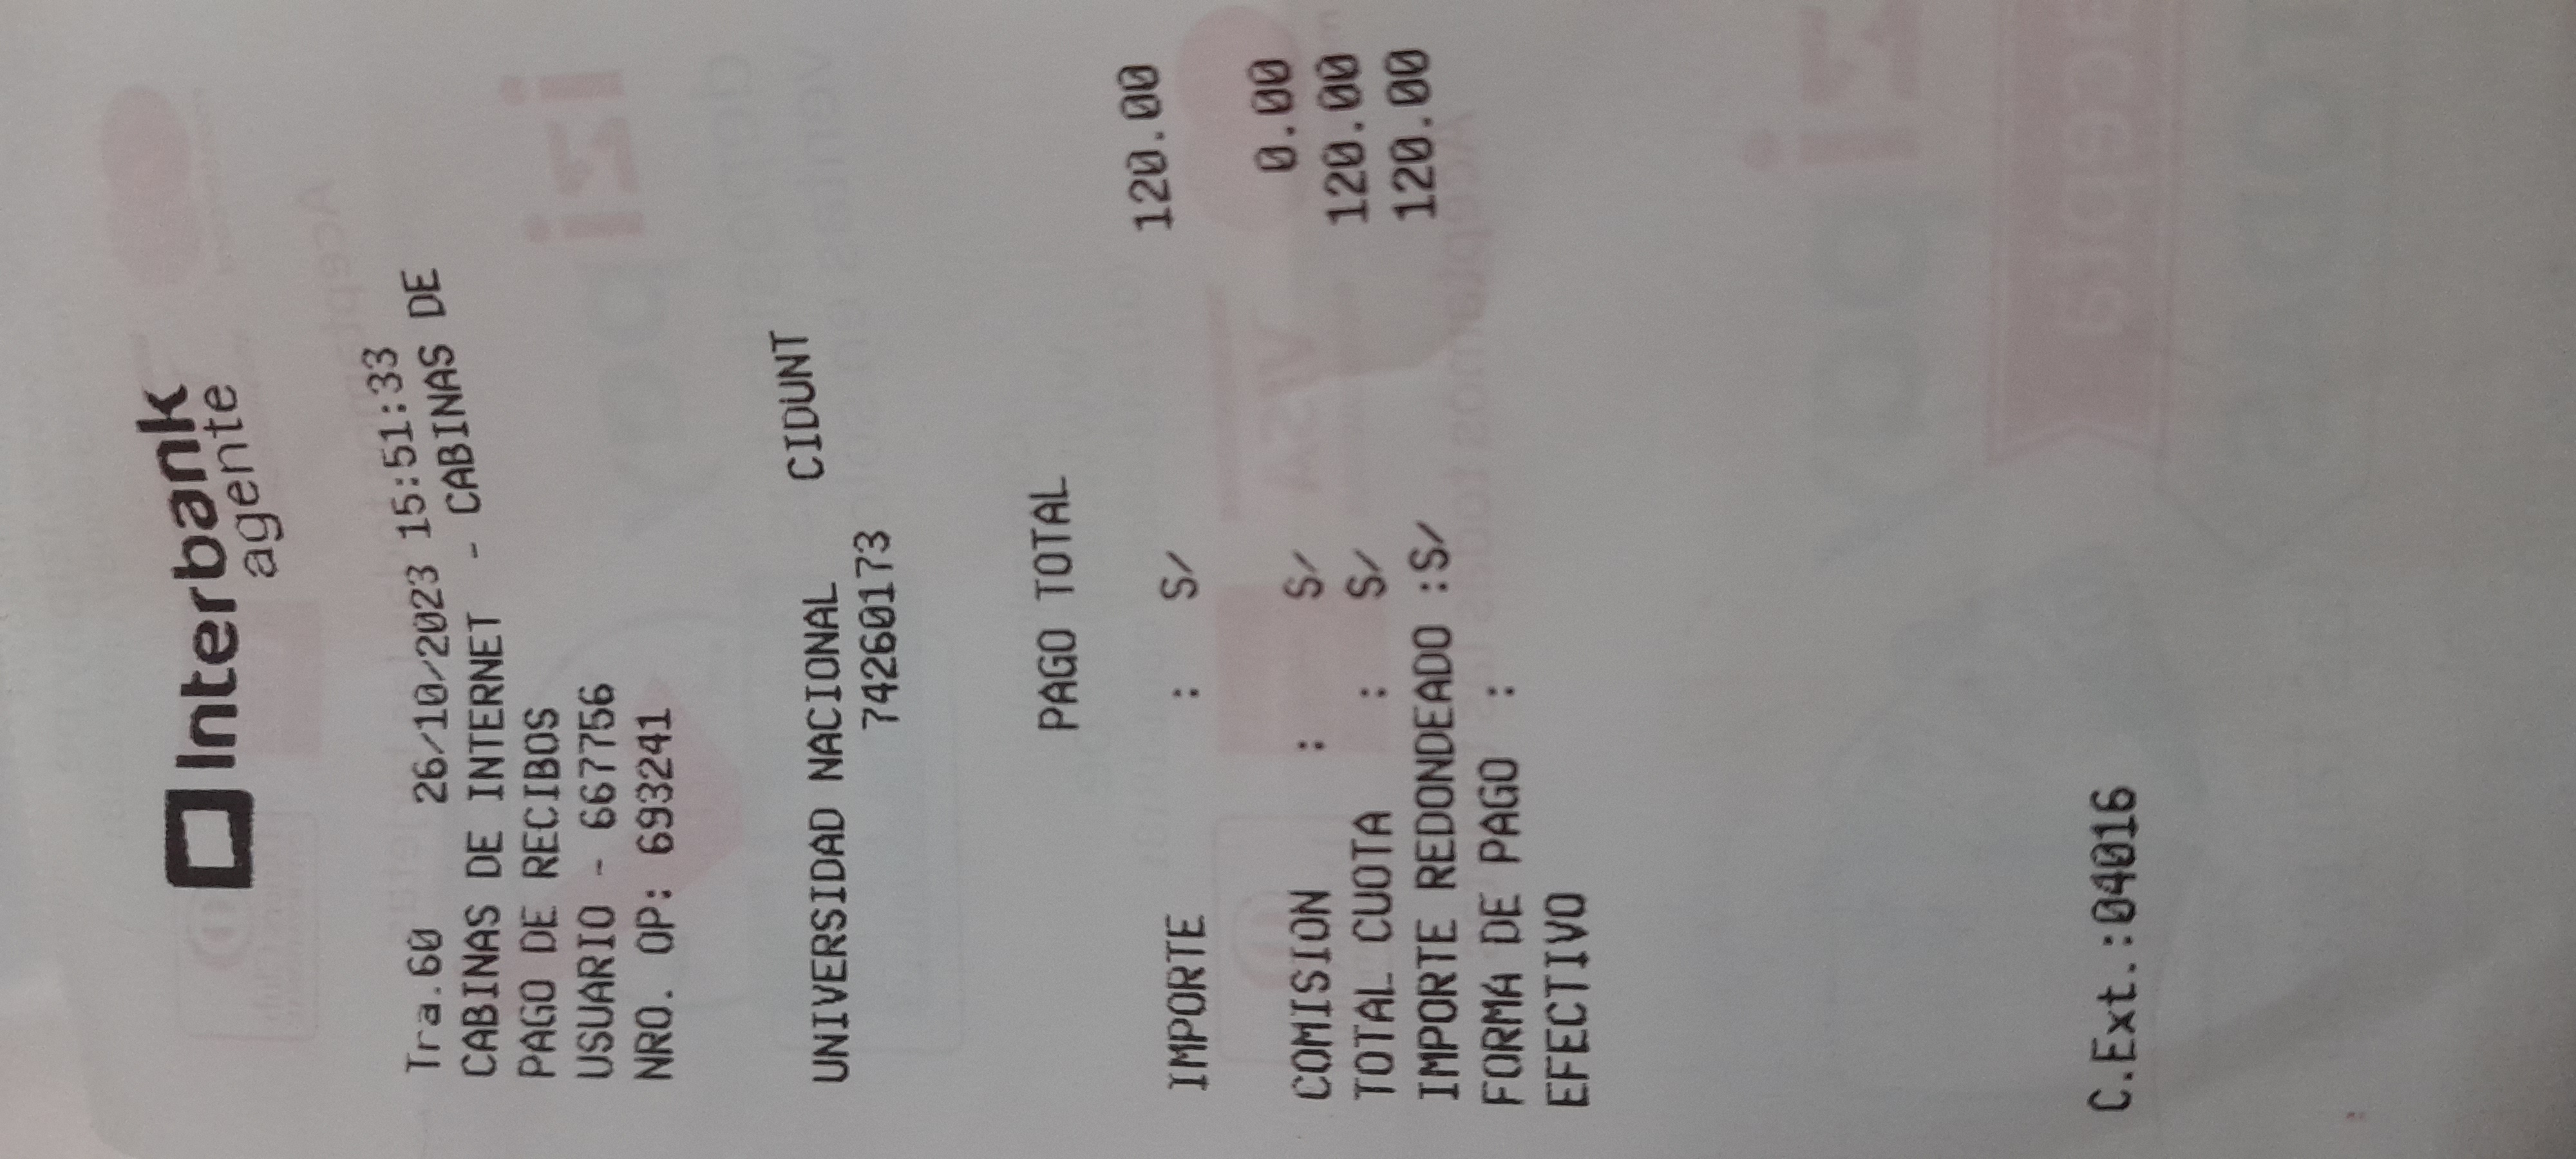 Interbank
agente
Tra.60 26/10/2023 15:51:33
CABINAS DE INTERNET - CABINAS DE
PAGO DE RECIBOS
USUARIO - 667756
NRO. OP: 693241
UNIVERSIDAD NACIONAL CIDUNT
74260173
PAGO TOTAL
IMPORTE : S/ 120.00
COMISION : S/ 0.00
TOTAL CUOTA : S/ 120.00
IMPORTE REDONDEADO :S/ 120.00
FORMA DE PAGO :
EFECTIVO
C.Ext.:04016